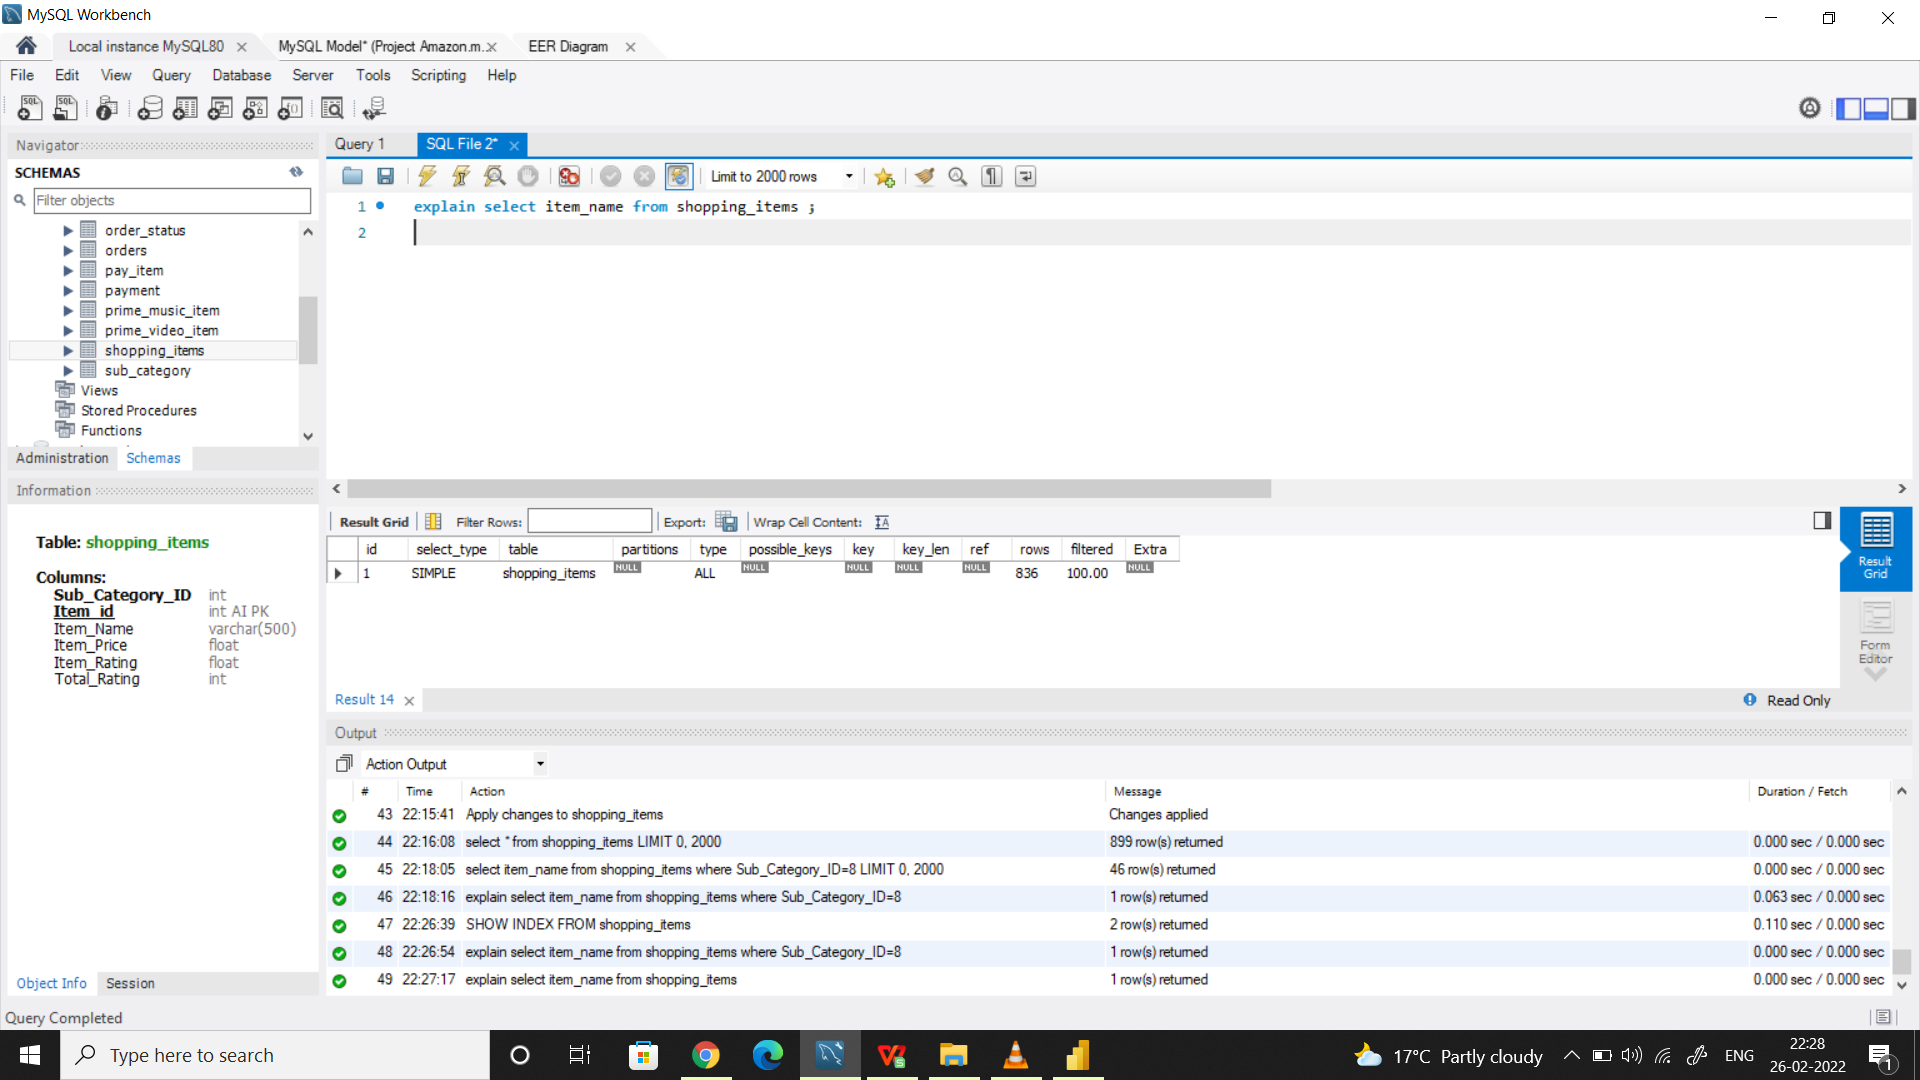 MySQL Workbench
Local instance MySQL80
MySQL Model* (Project Amazon.m...
EER Diagram
File Edit View Query Database Server Tools Scripting Help
Navigator
SCHEMAS
Filter objects
order_status
orders
pay_item
payment
prime_music_item
prime_video_item
shopping_items
sub_category
Views
Stored Procedures
Functions
Administration Schemas
Information
Table: shopping_items
Columns:
Sub_Category_ID int
Item_id int AI PK
Item_Name varchar(500)
Item_Price float
Item_Rating float
Total_Rating int
Object Info Session
Query 1 SQL File 2*
Limit to 2000 rows
1 explain select item_name from shopping_items ;
2
Result Grid Filter Rows: Export: Wrap Cell Content:
id select_type table partitions type possible_keys key key_len ref rows filtered Extra
1 SIMPLE shopping_items NULL ALL NULL NULL NULL NULL 836 100.00 NULL
Result Grid
Form Editor
Result 14
Read Only
Output
Action Output
# Time Action Message Duration / Fetch
43 22:15:41 Apply changes to shopping_items Changes applied
44 22:16:08 select * from shopping_items LIMIT 0, 2000 899 row(s) returned 0.000 sec / 0.000 sec
45 22:18:05 select item_name from shopping_items where Sub_Category_ID=8 LIMIT 0, 2000 46 row(s) returned 0.000 sec / 0.000 sec
46 22:18:16 explain select item_name from shopping_items where Sub_Category_ID=8 1 row(s) returned 0.063 sec / 0.000 sec
47 22:26:39 SHOW INDEX FROM shopping_items 2 row(s) returned 0.110 sec / 0.000 sec
48 22:26:54 explain select item_name from shopping_items where Sub_Category_ID=8 1 row(s) returned 0.000 sec / 0.000 sec
49 22:27:17 explain select item_name from shopping_items 1 row(s) returned 0.000 sec / 0.000 sec
Query Completed
Type here to search
17°C Partly cloudy
ENG
22:28
26-02-2022
1